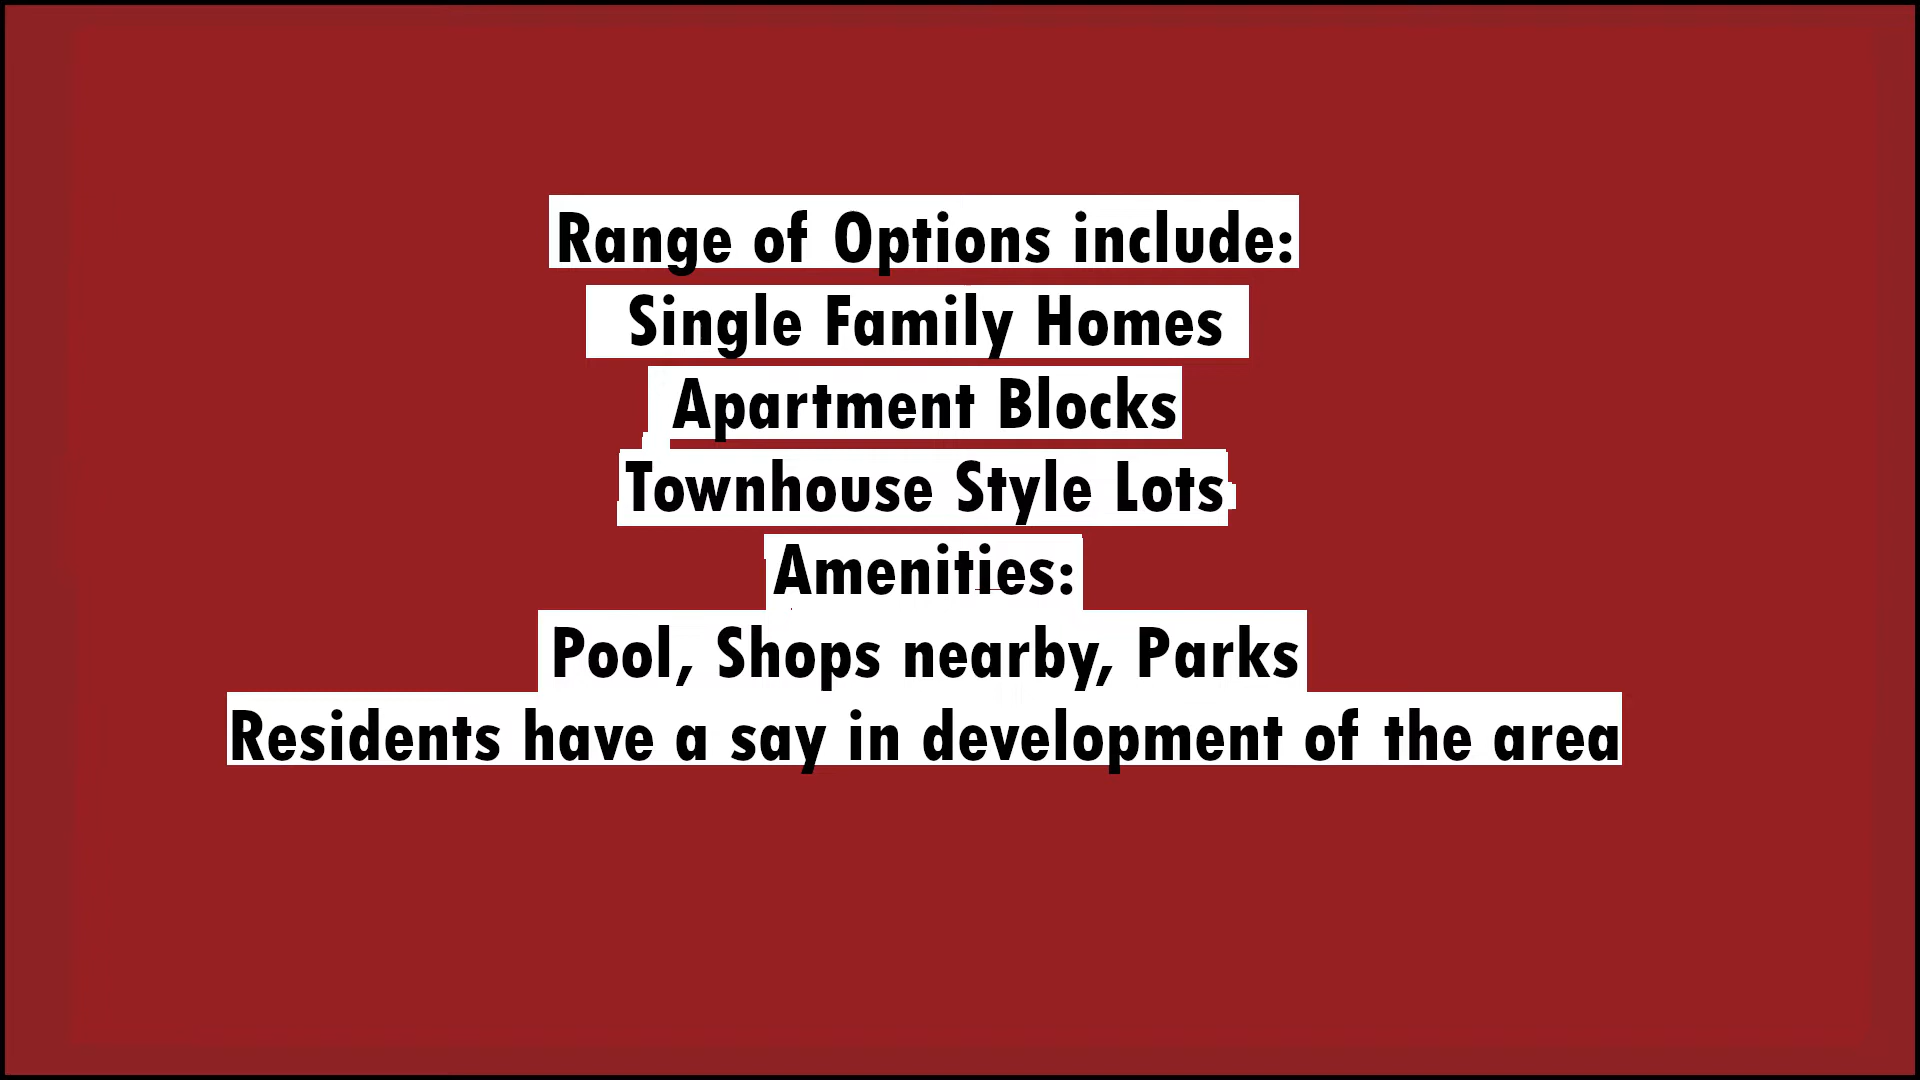 Range of Options include:
Single Family Homes
Apartment Blocks
Townhouse Style Lots
Amenities:
Pool, Shops nearby, Parks
Residents have a say in development of the area